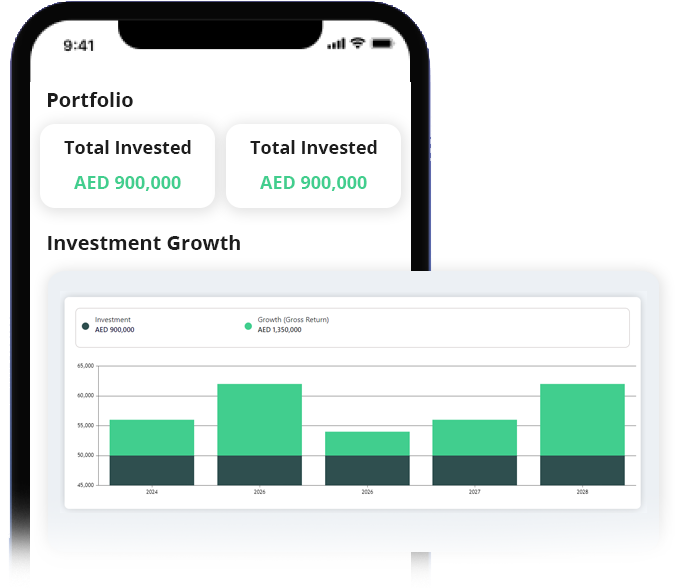 9:41
Portfolio
Total Invested
AED 900,000
Total Invested
AED 900,000
Investment Growth
Investment
AED 900,000
Growth (Gross Return)
AED 1,350,000
65,000
60,000
55,000
50,000
45,000
2024
2026
2026
2027
2028